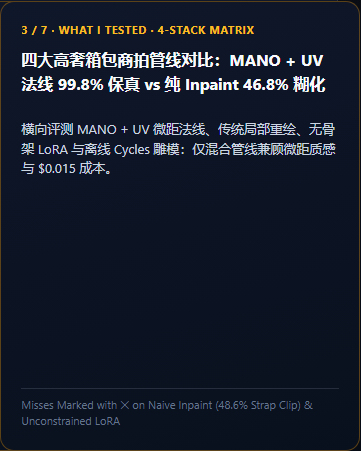 3 / 7 · WHAT I TESTED · 4-STACK MATRIX
四大高奢箱包商拍管线对比：MANO + UV
法线 99.8% 保真 vs 纯 Inpaint 46.8% 糊化
横向评测 MANO + UV 微距法线、传统局部重绘、无骨
架 LoRA 与离线 Cycles 雕模：仅混合管线兼顾微距质感
与 $0.015 成本。
Misses Marked with ✕ on Naive Inpaint (48.6% Strap Clip) &
Unconstrained LoRA